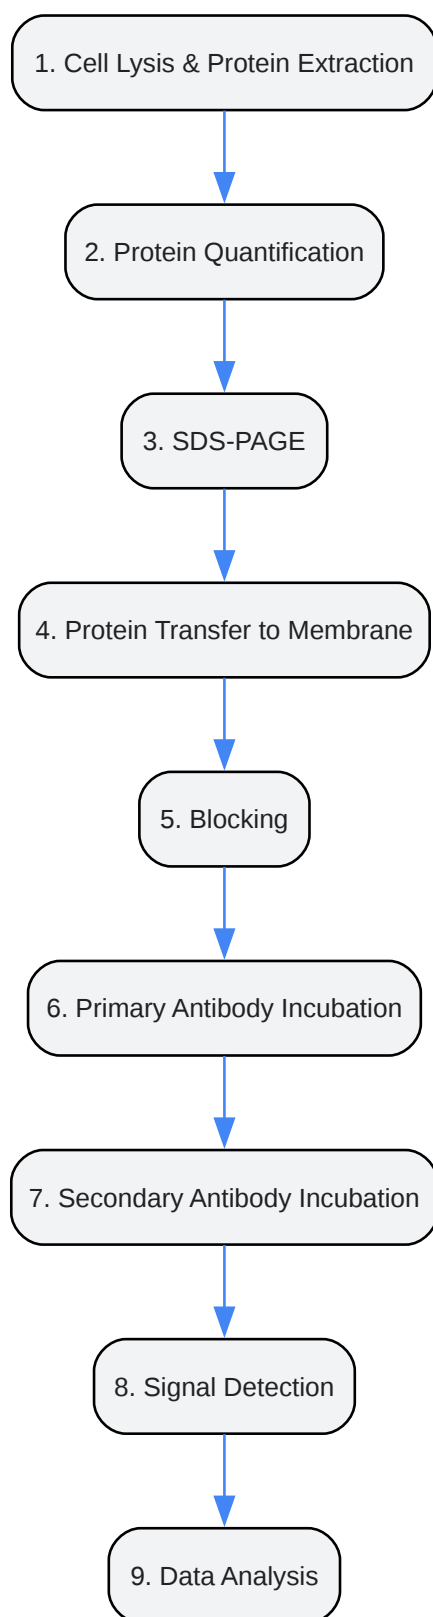 1. Cell Lysis & Protein Extraction
2. Protein Quantification
3. SDS-PAGE
4. Protein Transfer to Membrane
5. Blocking
6. Primary Antibody Incubation
7. Secondary Antibody Incubation
8. Signal Detection
9. Data Analysis